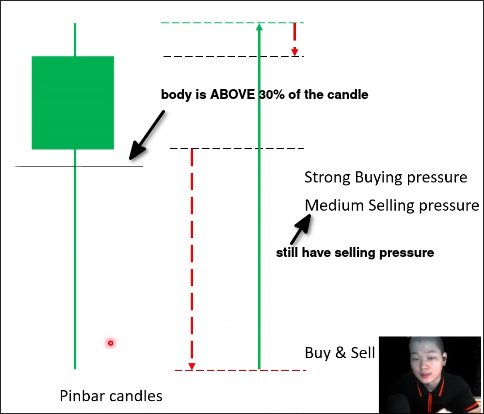 body is ABOVE 30% of the candle
Strong Buying pressure
Medium Selling pressure
still have selling pressure
Buy & Sell
Pinbar candles